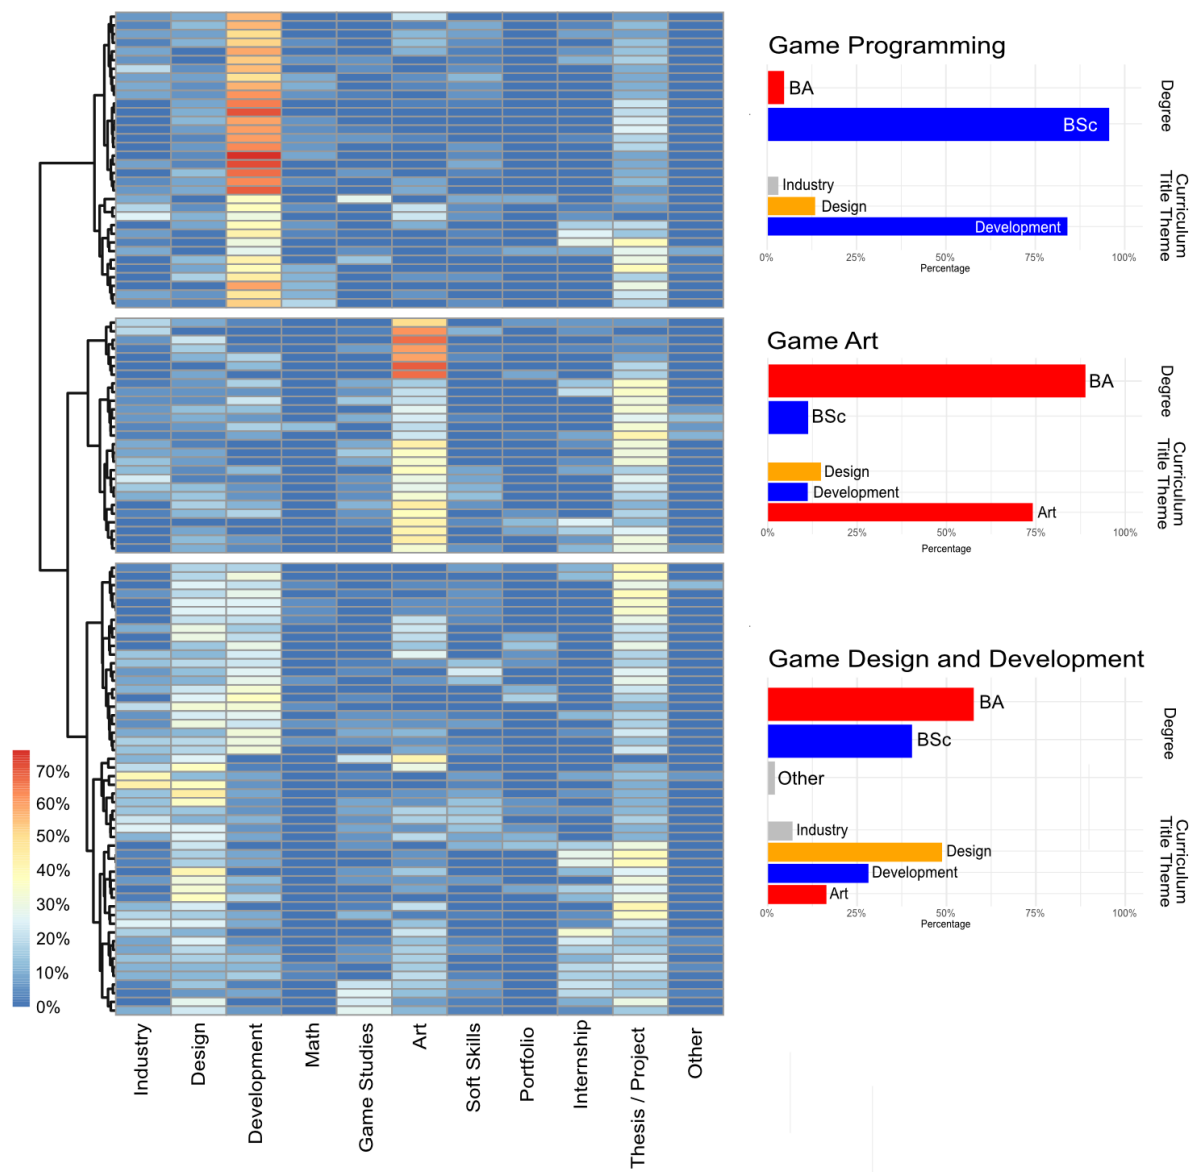 Game Programming
BA
BSc
Degree
Industry
Design
Development
Curriculum
Title Theme
0%
25%
50%
75%
100%
Percentage
Game Art
BA
BSc
Degree
Design
Development
Art
Curriculum
Title Theme
0%
25%
50%
75%
100%
Percentage
Game Design and Development
BA
BSc
Other
Degree
Industry
Design
Development
Art
Curriculum
Title Theme
0%
25%
50%
75%
100%
Percentage
70%
60%
50%
40%
30%
20%
10%
0%
Industry
Design
Development
Math
Game Studies
Art
Soft Skills
Portfolio
Internship
Thesis / Project
Other